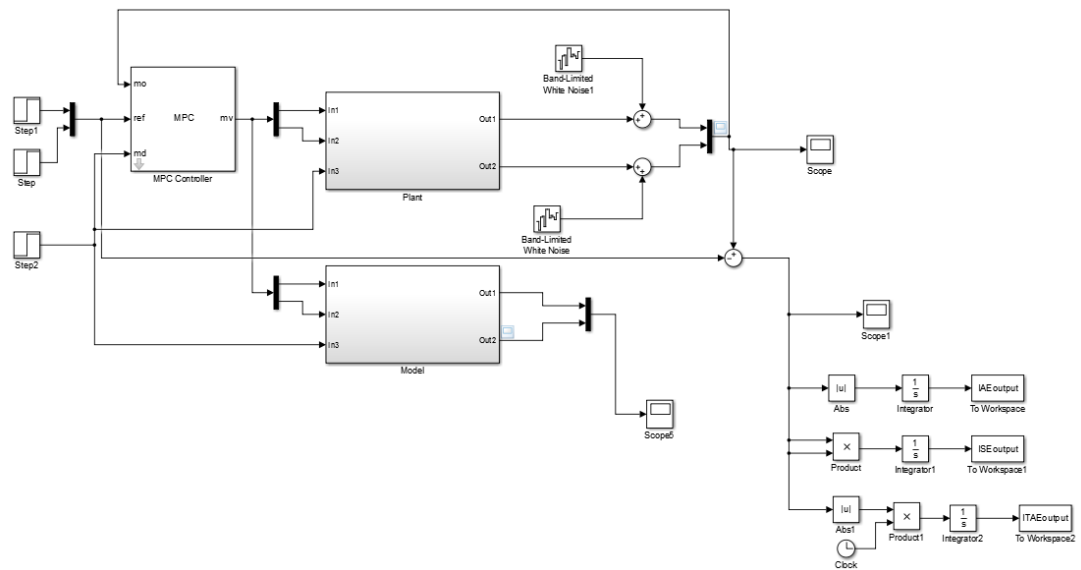 mo
ref
md
MPC
mv
MPC Controller
Step1
Step
Step2
In1
In2
In3
Out1
Out2
Plant
Band-Limited
White Noise1
Band-Limited
White Noise
Scope
In1
In2
In3
Out1
Out2
Model
Scope5
Scope1
|u|
Abs
1
s
Integrator
IAEoutput
To Workspace
×
Product
1
s
Integrator1
ISEoutput
To Workspace1
|u|
Abs1
×
Product1
1
s
Integrator2
ITAEoutput
To Workspace2
Clock